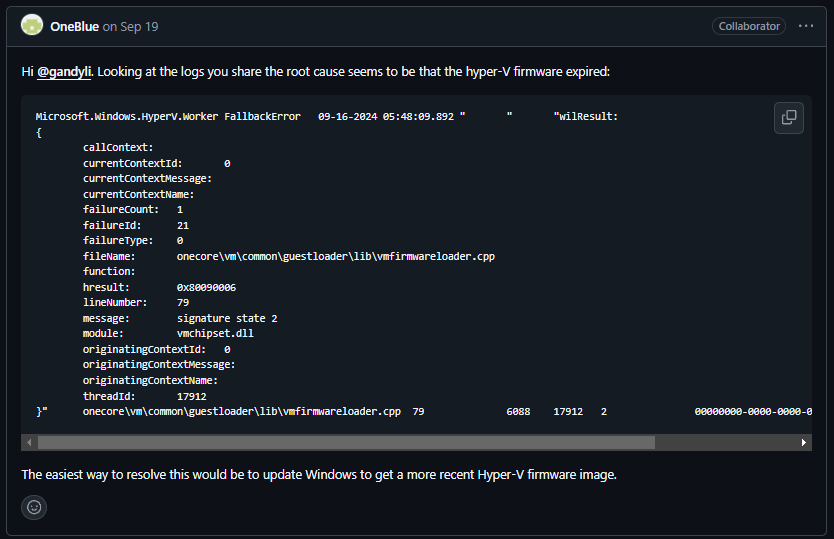 OneBlue on Sep 19
Collaborator
Hi @gandyli. Looking at the logs you share the root cause seems to be that the hyper-V firmware expired:
Microsoft.Windows.HyperV.Worker FallbackError   09-16-2024 05:48:09.892 "       "       "wilResult:
{
callContext:
currentContextId:       0
currentContextMessage:
currentContextName:
failureCount:   1
failureId:      21
failureType:    0
fileName:       onecore\vm\common\guestloader\lib\vmfirmwareloader.cpp
function:
hresult:        0x80090006
lineNumber:     79
message:        signature state 2
module:         vmchipset.dll
originatingContextId:   0
originatingContextMessage:
originatingContextName:
threadId:       17912
}"      onecore\vm\common\guestloader\lib\vmfirmwareloader.cpp  79              6088    17912   2               00000000-0000-0000-0
The easiest way to resolve this would be to update Windows to get a more recent Hyper-V firmware image.